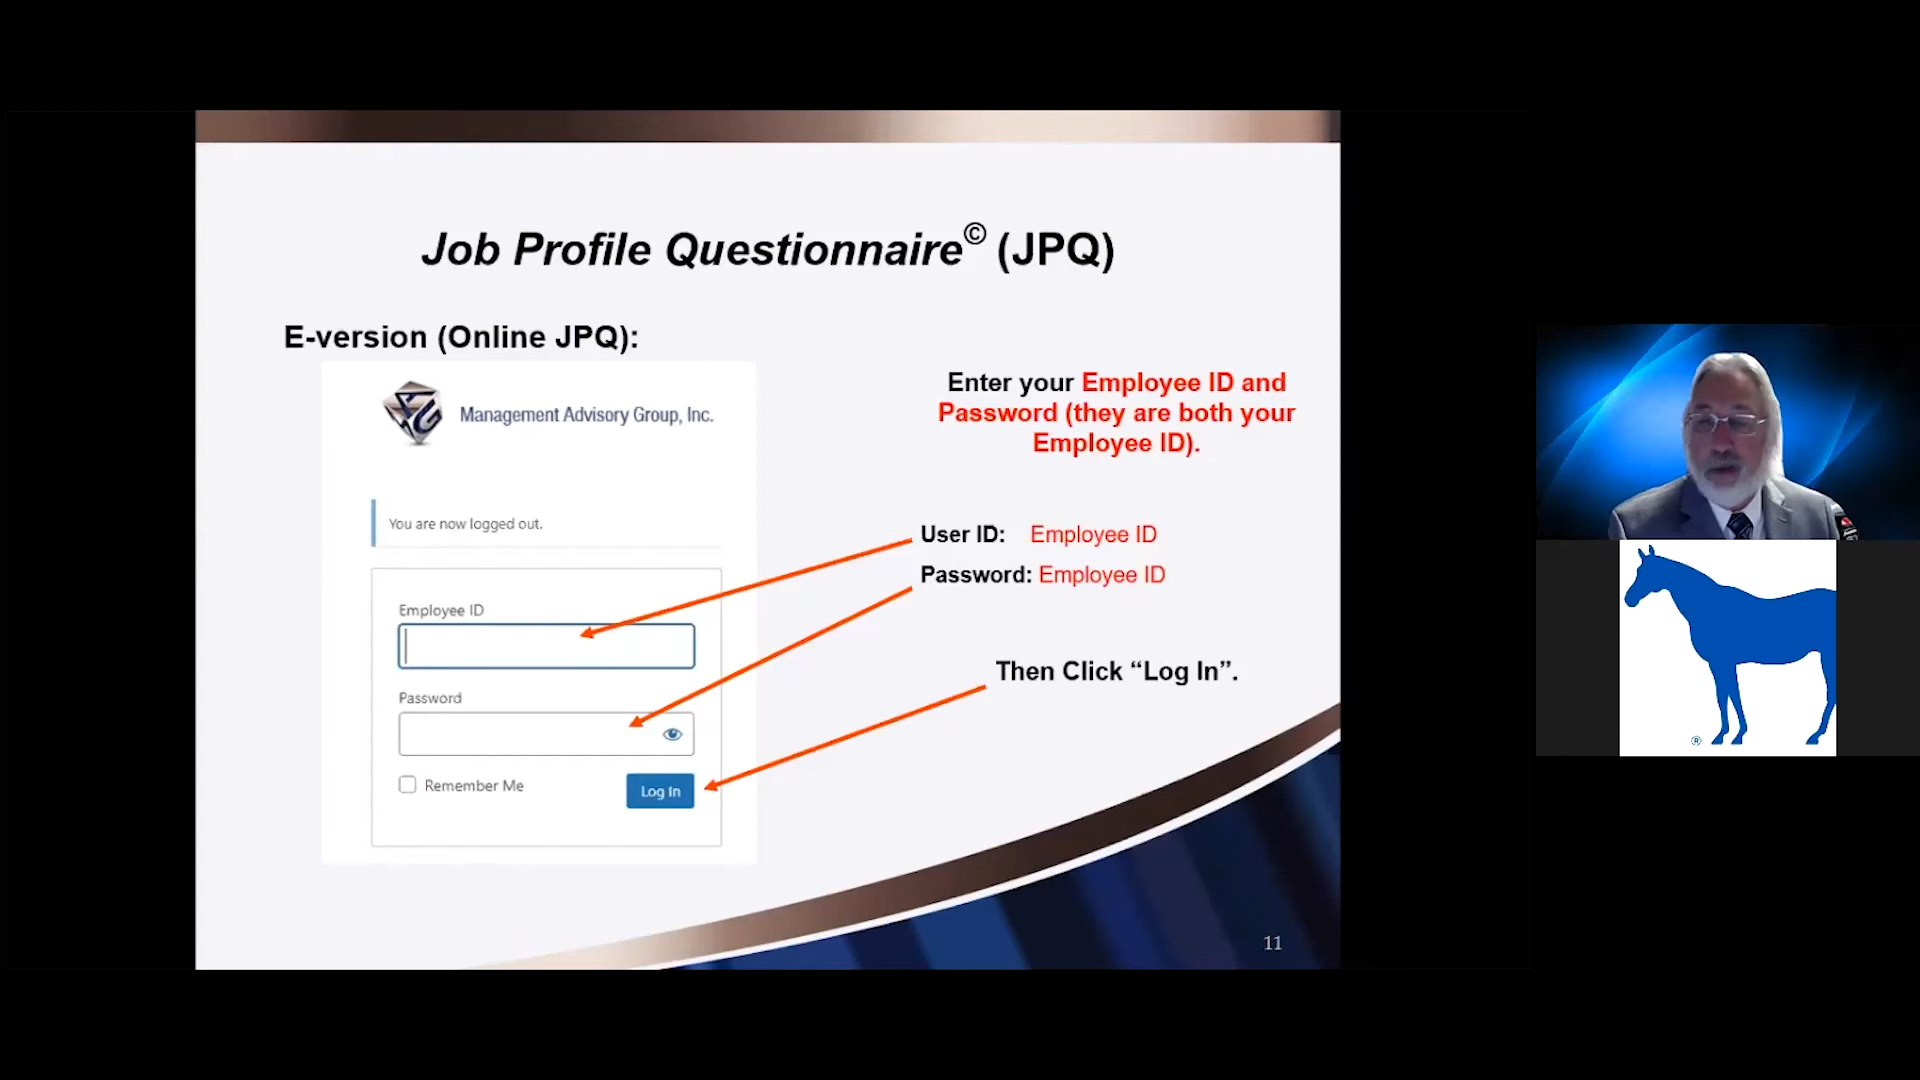 Job Profile Questionnaire© (JPQ)
E-version (Online JPQ):
Management Advisory Group, Inc.
You are now logged out.
Employee ID
Password
Remember Me
Log In
Enter your Employee ID and
Password (they are both your
Employee ID).
User ID: Employee ID
Password: Employee ID
Then Click “Log In”.
11
®